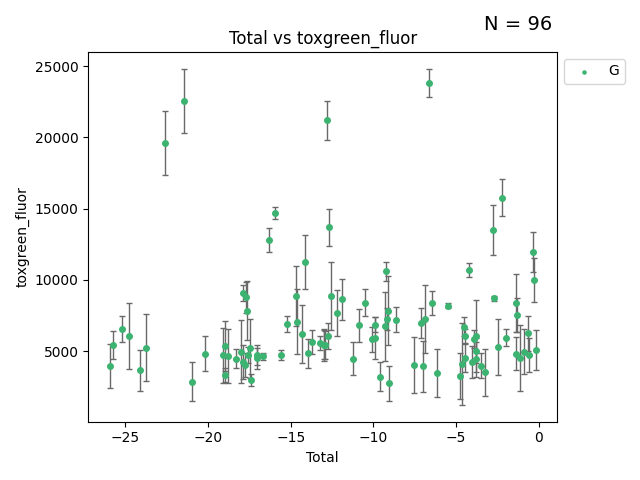 N = 96
Total vs toxgreen_fluor
G
toxgreen_fluor
25000
20000
15000
10000
5000
−25 −20 −15 −10 −5 0
Total